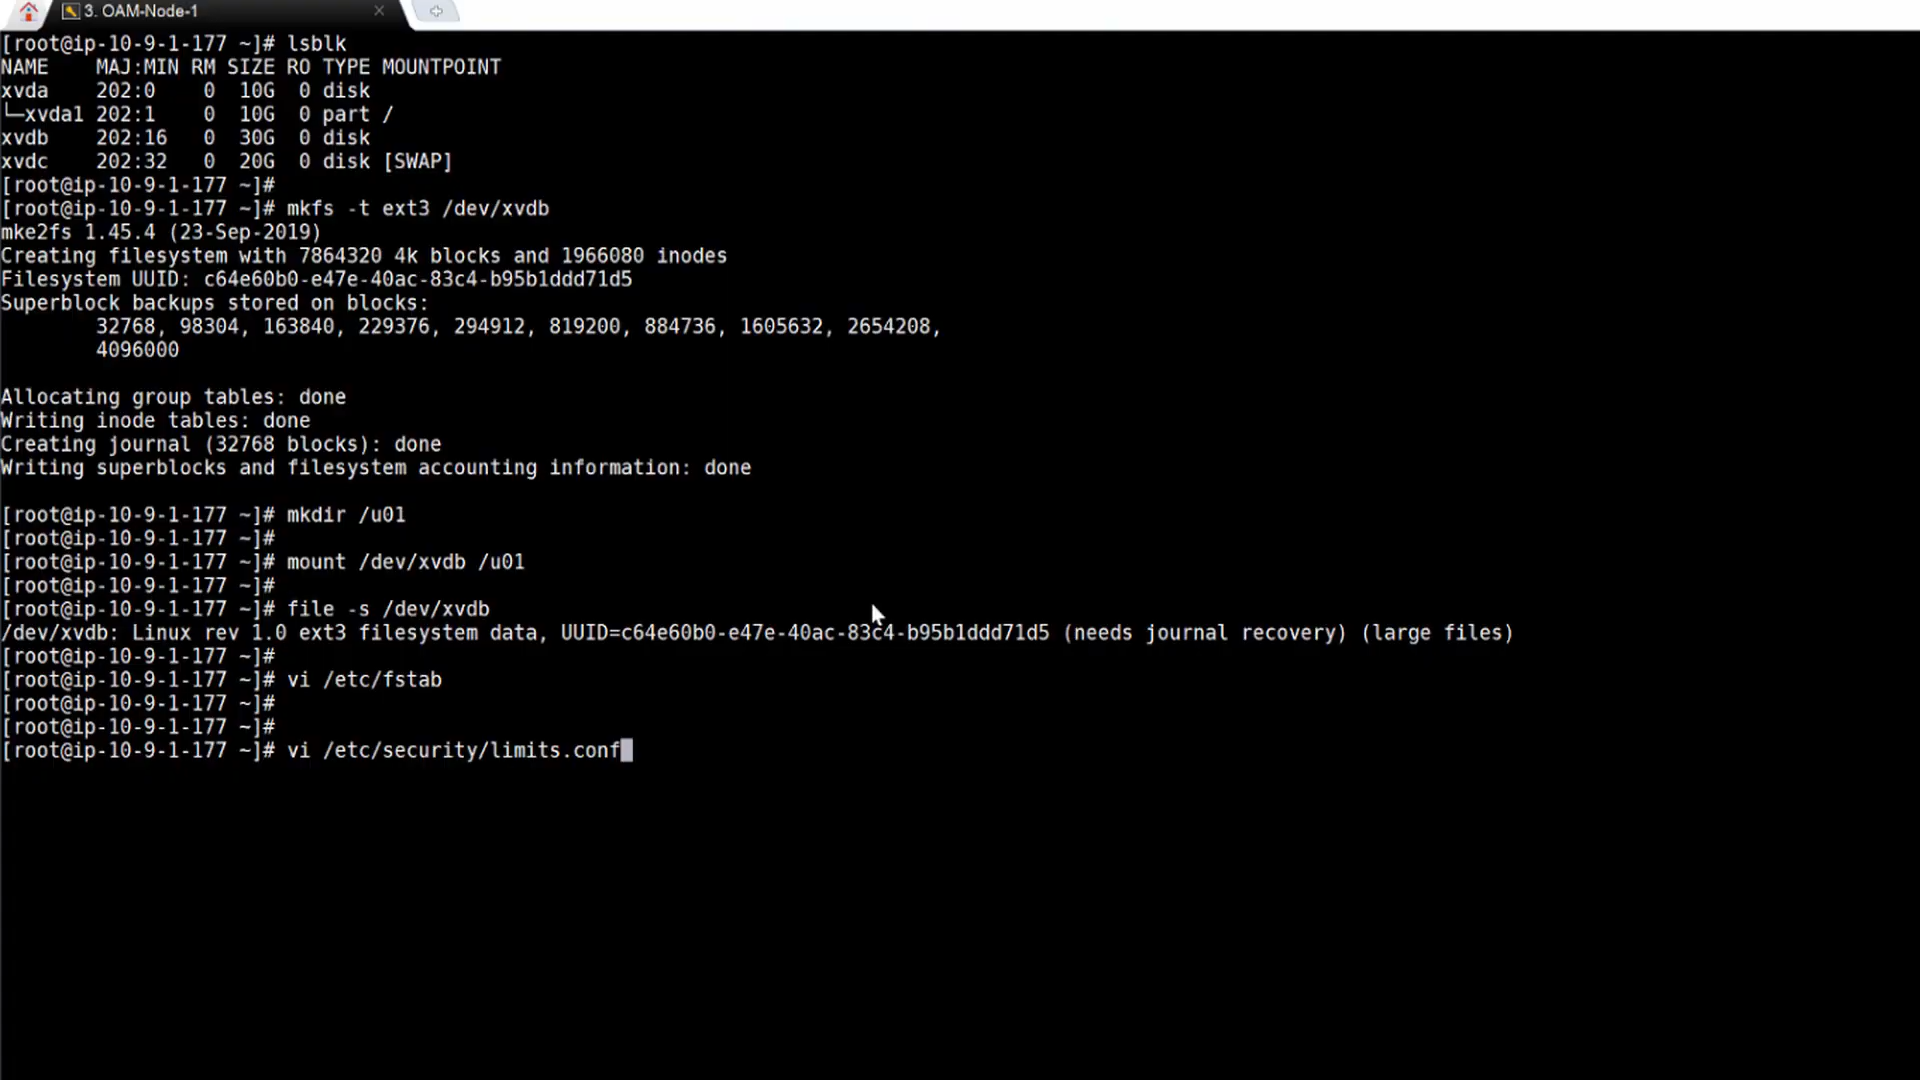 3. OAM-Node-1
[root@ip-10-9-1-177 ~]# lsblk
NAME    MAJ:MIN RM SIZE RO TYPE MOUNTPOINT
xvda    202:0    0  10G  0 disk
└─xvda1 202:1    0  10G  0 part /
xvdb    202:16   0  30G  0 disk
xvdc    202:32   0  20G  0 disk [SWAP]
[root@ip-10-9-1-177 ~]#
[root@ip-10-9-1-177 ~]# mkfs -t ext3 /dev/xvdb
mke2fs 1.45.4 (23-Sep-2019)
Creating filesystem with 7864320 4k blocks and 1966080 inodes
Filesystem UUID: c64e60b0-e47e-40ac-83c4-b95b1ddd71d5
Superblock backups stored on blocks:
        32768, 98304, 163840, 229376, 294912, 819200, 884736, 1605632, 2654208,
        4096000
Allocating group tables: done
Writing inode tables: done
Creating journal (32768 blocks): done
Writing superblocks and filesystem accounting information: done
[root@ip-10-9-1-177 ~]# mkdir /u01
[root@ip-10-9-1-177 ~]#
[root@ip-10-9-1-177 ~]# mount /dev/xvdb /u01
[root@ip-10-9-1-177 ~]#
[root@ip-10-9-1-177 ~]# file -s /dev/xvdb
/dev/xvdb: Linux rev 1.0 ext3 filesystem data, UUID=c64e60b0-e47e-40ac-83c4-b95b1ddd71d5 (needs journal recovery) (large files)
[root@ip-10-9-1-177 ~]#
[root@ip-10-9-1-177 ~]# vi /etc/fstab
[root@ip-10-9-1-177 ~]#
[root@ip-10-9-1-177 ~]#
[root@ip-10-9-1-177 ~]# vi /etc/security/limits.conf